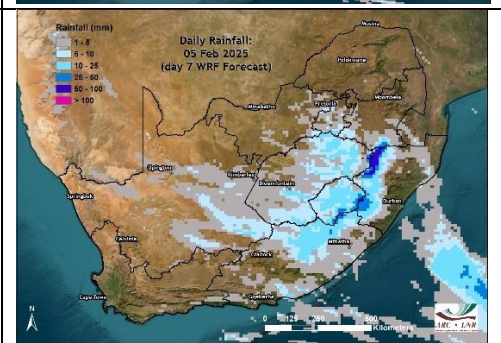 Rainfall (mm)
1 - 5
5 - 10
10 - 25
25 - 50
50 - 100
> 100
Daily Rainfall:
05 Feb 2025
(day 7 WRF Forecast)
Musina
Polokwane
Mbombela
Pretoria
Mmabatho
Upington
Kimberley
Bloemfontein
Springbok
Durban
Calvinia
Mthatha
Cradock
Cape Town
Gqeberha
N
0 125 250 500
Kilometers
ARC • LNR